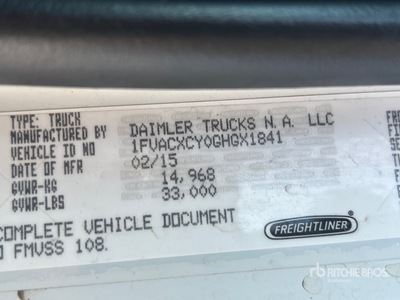 TYPE: TRUCK
MANUFACTURED BY DAIMLER TRUCKS N.A. LLC
VEHICLE ID NO 1FVACXCY0GHGX1841
DATE OF MFR 02/15
GVWR-KG 14,968
GVWR-LBS 33,000
COMPLETE VEHICLE DOCUMENT
FMVSS 108.
FREIGHTLINER
rb RITCHIE BROS.